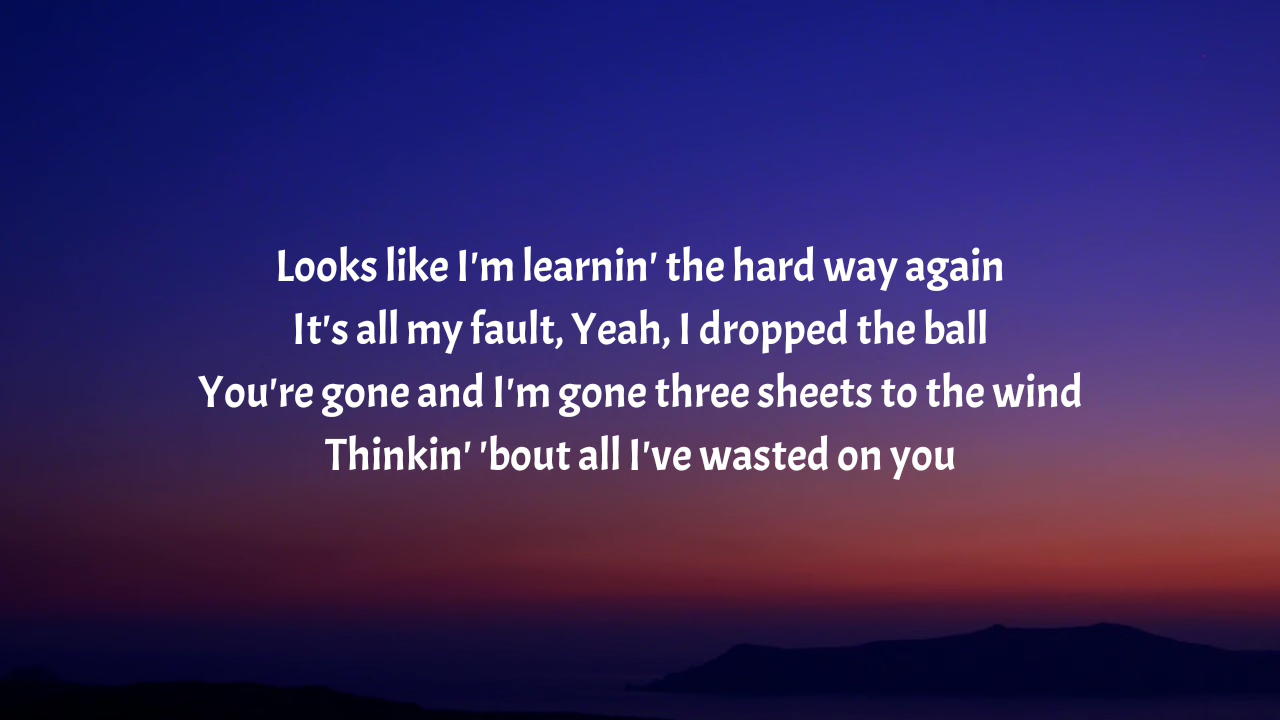 Looks like I'm learnin' the hard way again
It's all my fault, Yeah, I dropped the ball
You're gone and I'm gone three sheets to the wind
Thinkin' 'bout all I've wasted on you